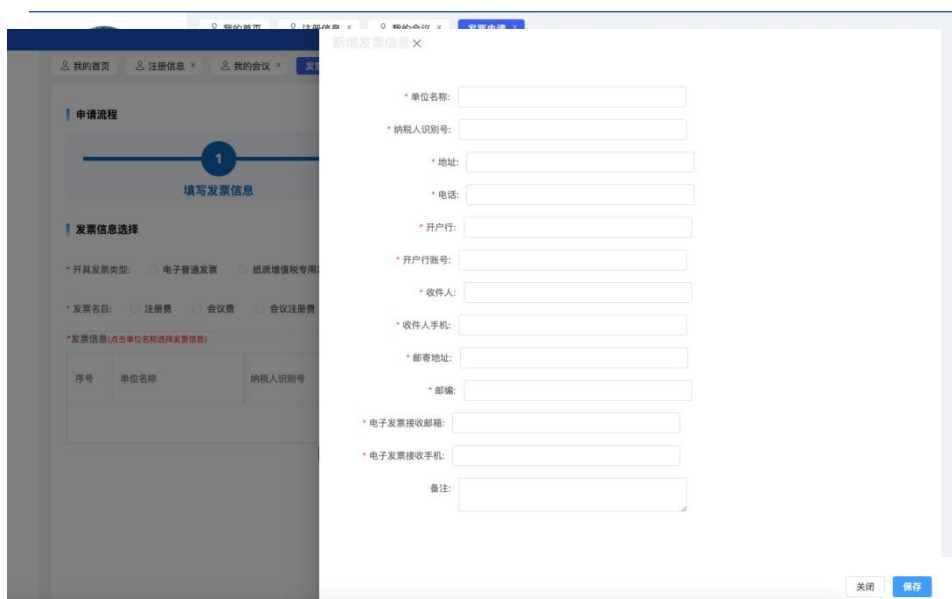 我的首页 注册信息 × 我的会议 × 发票申请 ×
新增发票信息×
我的首页 注册信息 × 我的会议 ×
申请流程
1
填写发票信息
发票信息选择
* 开具发票类型: 电子普通发票 纸质增值税专用
* 发票名目: 注册费 会议费 会议注册费
*发票信息(点击单位名称选择发票信息)
序号 单位名称 纳税人识别号
* 单位名称:
* 纳税人识别号:
* 地址:
* 电话:
* 开户行:
* 开户行账号:
* 收件人:
* 收件人手机:
* 邮寄地址:
* 邮编:
* 电子发票接收邮箱:
* 电子发票接收手机:
备注:
关闭 保存